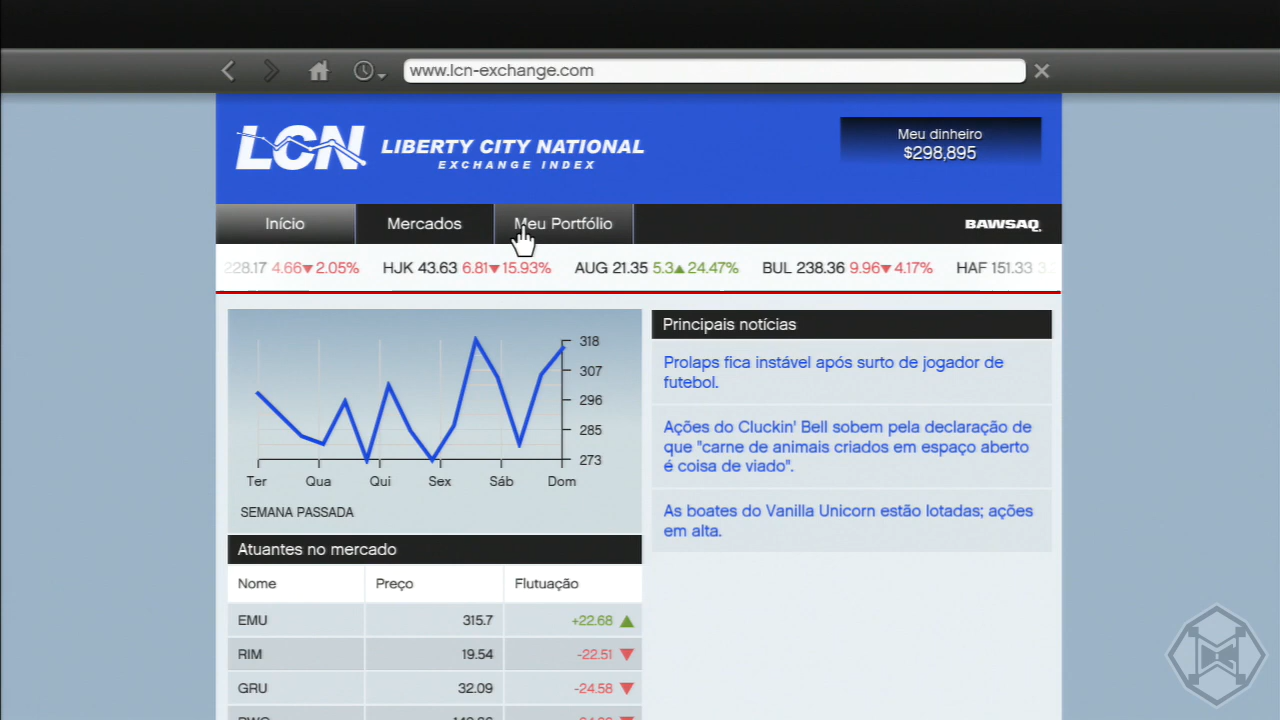 www.lcn-exchange.com
LCN LIBERTY CITY NATIONAL
EXCHANGE INDEX
Meu dinheiro
$298,895
Início Mercados Meu Portfólio BAWSAQ
228.17 4.66▼2.05% HJK 43.63 6.81▼15.93% AUG 21.35 5.3▲24.47% BUL 238.36 9.96▼4.17% HAF 151.33
318
307
296
285
273
Ter Qua Qui Sex Sáb Dom
SEMANA PASSADA
Principais notícias
Prolaps fica instável após surto de jogador de
futebol.
Ações do Cluckin' Bell sobem pela declaração de
que "carne de animais criados em espaço aberto
é coisa de viado".
As boates do Vanilla Unicorn estão lotadas; ações
em alta.
Atuantes no mercado
Nome Preço Flutuação
EMU 315.7 +22.68 ▲
RIM 19.54 -22.51 ▼
GRU 32.09 -24.58 ▼